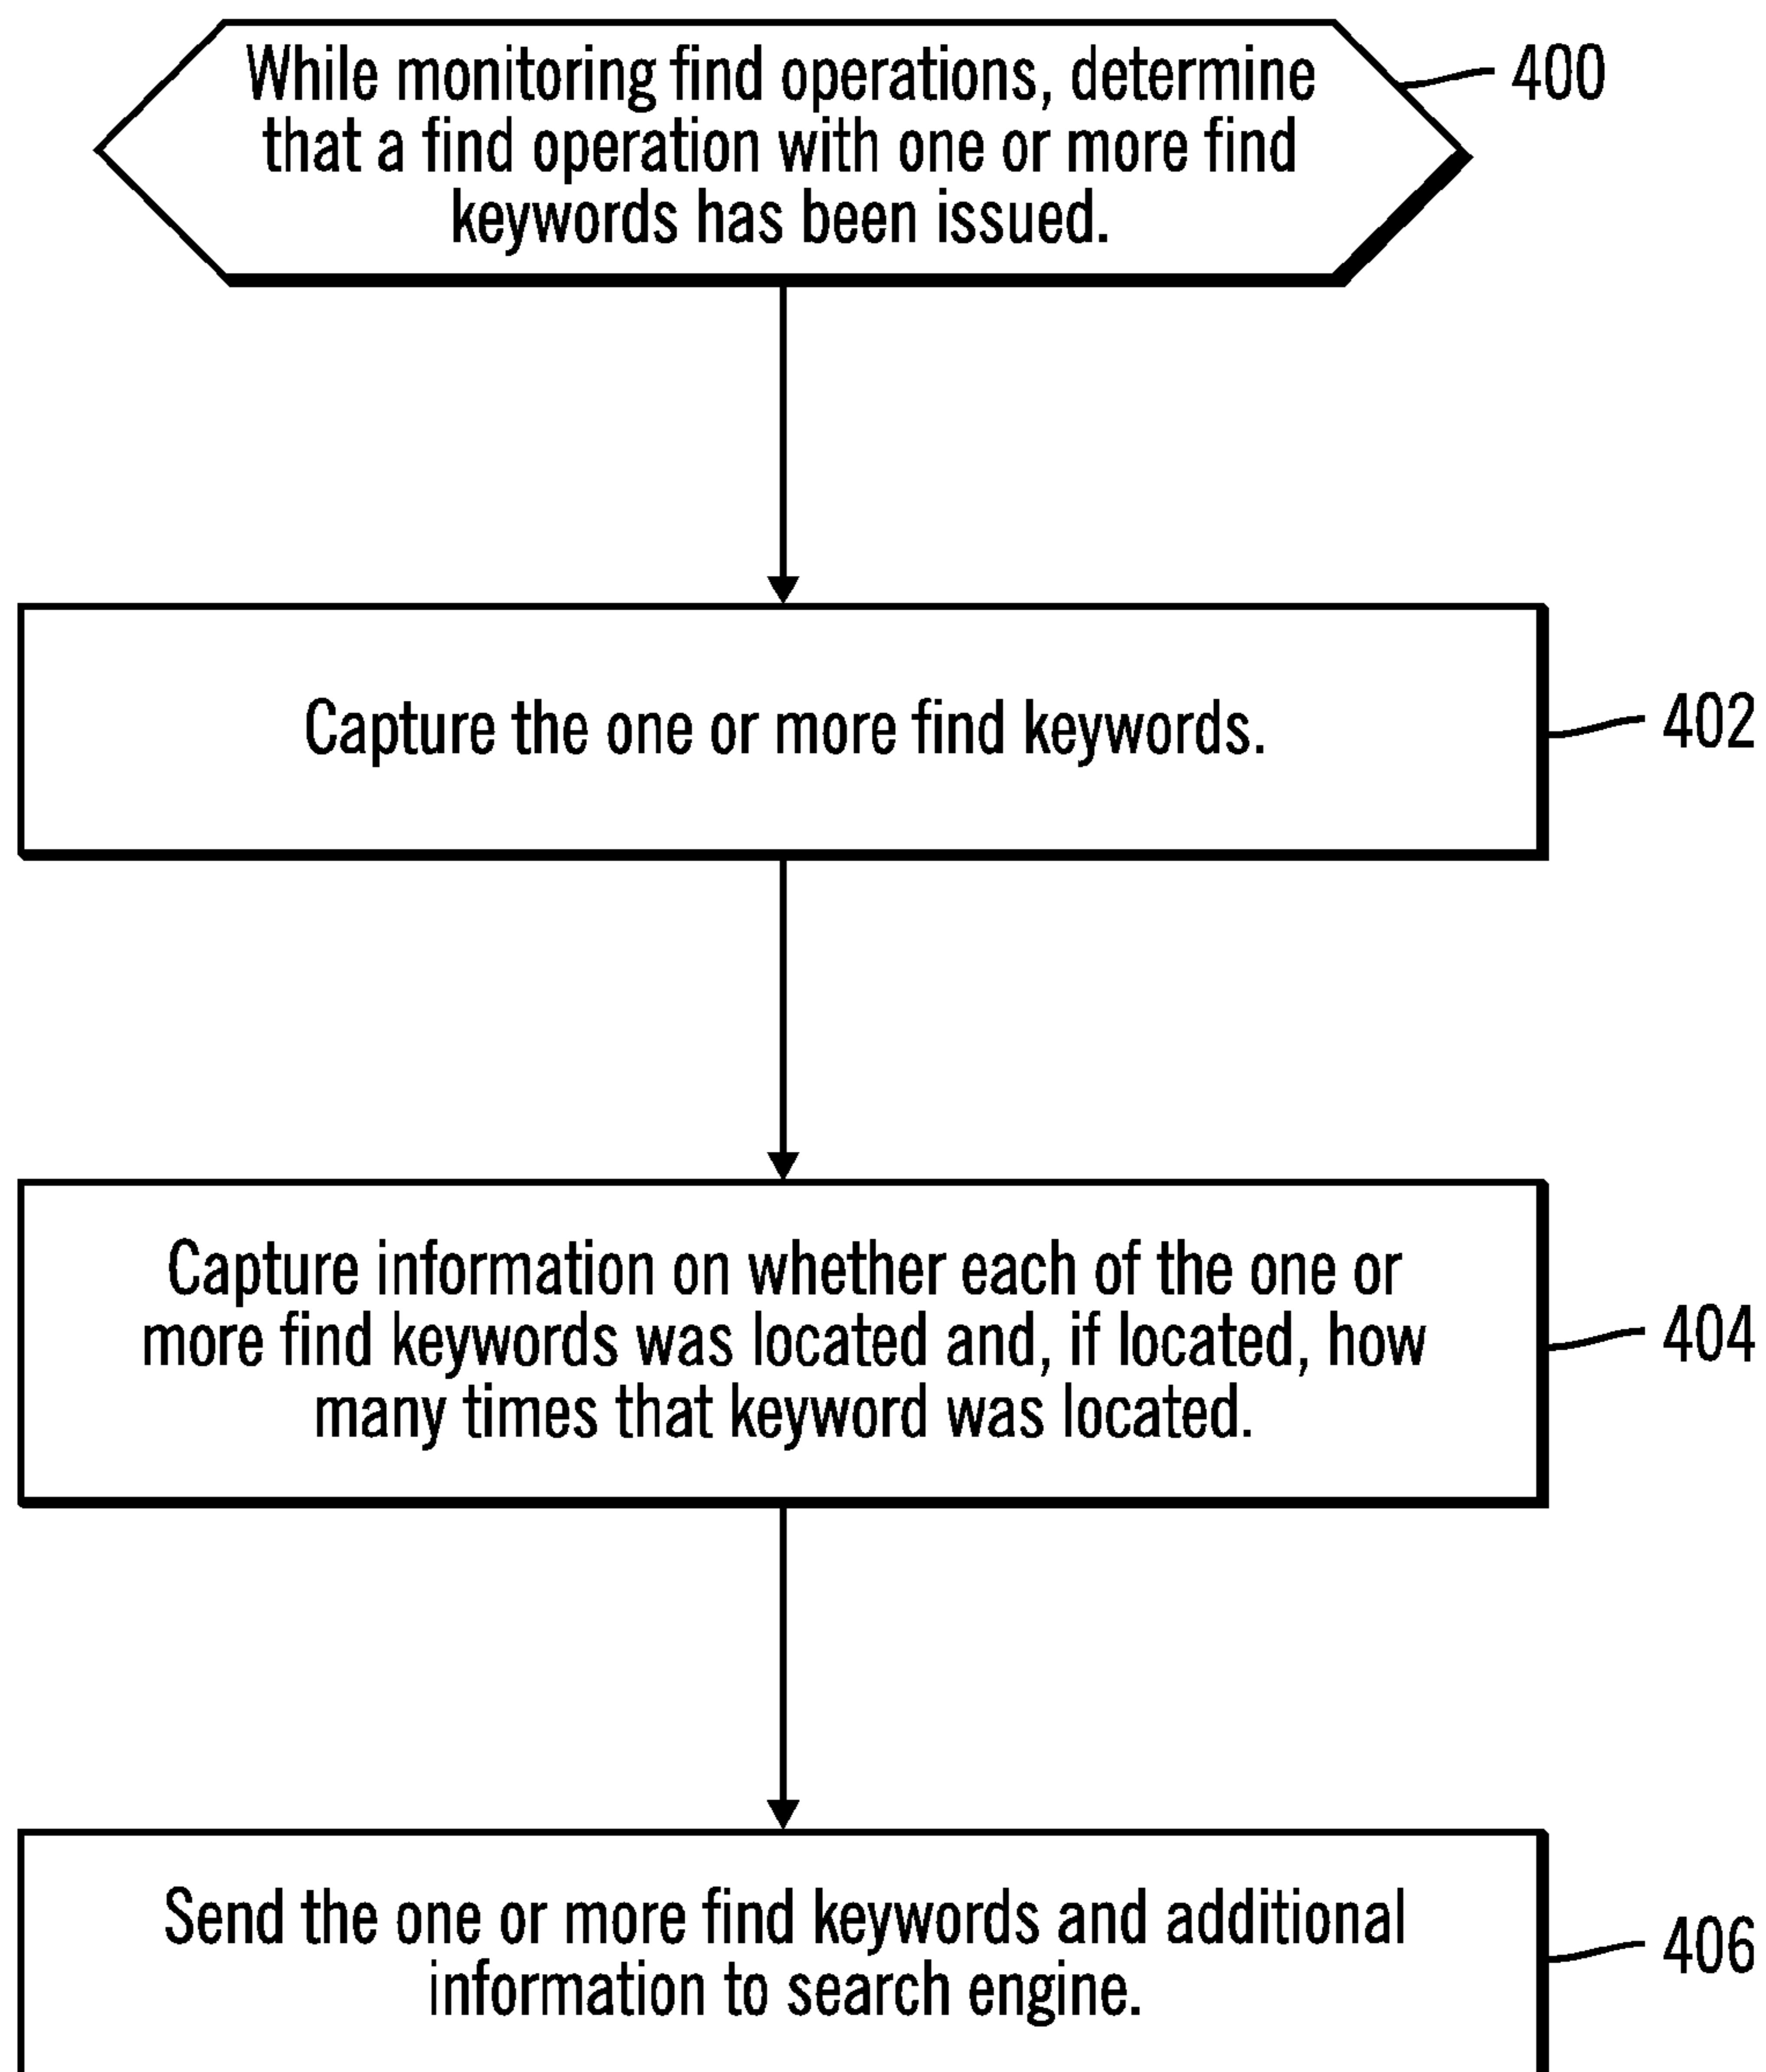 While monitoring find operations, determine
400
that a find operation with one or more find
keywords has been issued.
Capture the one or more find keywords.
402
Capture information on whether each of the one or
more find keywords was located and, if located, how
404
many times that keyword was located.
Send the one or more find keywords and additional
406
information to search engine.